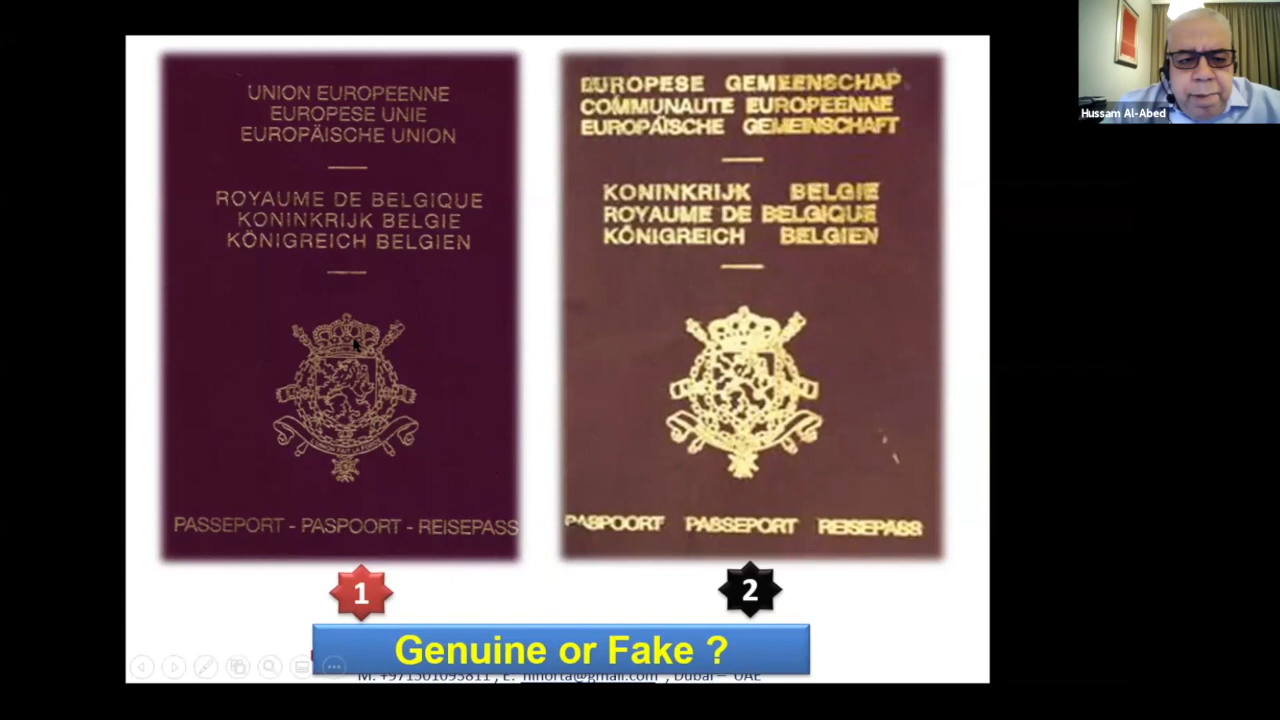 UNION EUROPEENNE
EUROPESE UNIE
EUROPÄISCHE UNION
ROYAUME DE BELGIQUE
KONINKRIJK BELGIE
KÖNIGREICH BELGIEN
PASSEPORT - PASPOORT - REISEPASS
1
EUROPESE GEMEENSCHAP
COMMUNAUTE EUROPEENNE
EUROPÄISCHE GEMEINSCHAFT
KONINKRIJK BELGIE
ROYAUME DE BELGIQUE
KÖNIGREICH BELGIEN
PASPOORT PASSEPORT REISEPASS
2
Genuine or Fake ?
Dubai – UAE
Hussam Al-Abed